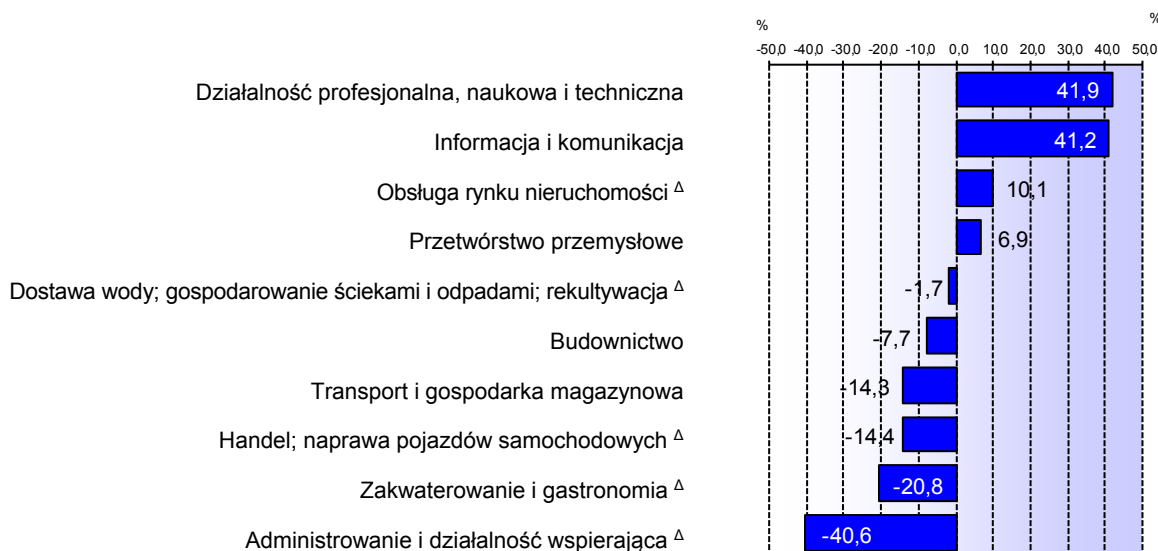 % %
-50,0 -40,0 -30,0 -20,0 -10,0 0,0 10,0 20,0 30,0 40,0 50,0
Działalność profesjonalna, naukowa i techniczna 41,9
Informacja i komunikacja 41,2
Obsługa rynku nieruchomości Δ 10,1
Przetwórstwo przemysłowe 6,9
Dostawa wody; gospodarowanie ściekami i odpadami; rekultywacja Δ -1,7
Budownictwo -7,7
Transport i gospodarka magazynowa -14,3
Handel; naprawa pojazdów samochodowych Δ -14,4
Zakwaterowanie i gastronomia Δ -20,8
Administrowanie i działalność wspierająca Δ -40,6